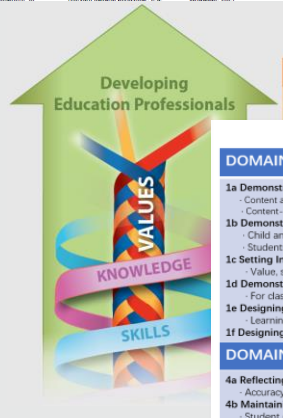 Developing
Education Professionals
VALUES
KNOWLEDGE
SKILLS
DOMAIN
1a Demonst
· Content a
· Content-
1b Demonst
· Child an
· Student
1c Setting In
· Value, s
1d Demonst
· For clas
1e Designing
· Learnin
1f Designing
DOMAIN
4a Reflecting
· Accuracy
4b Maintain
· Student